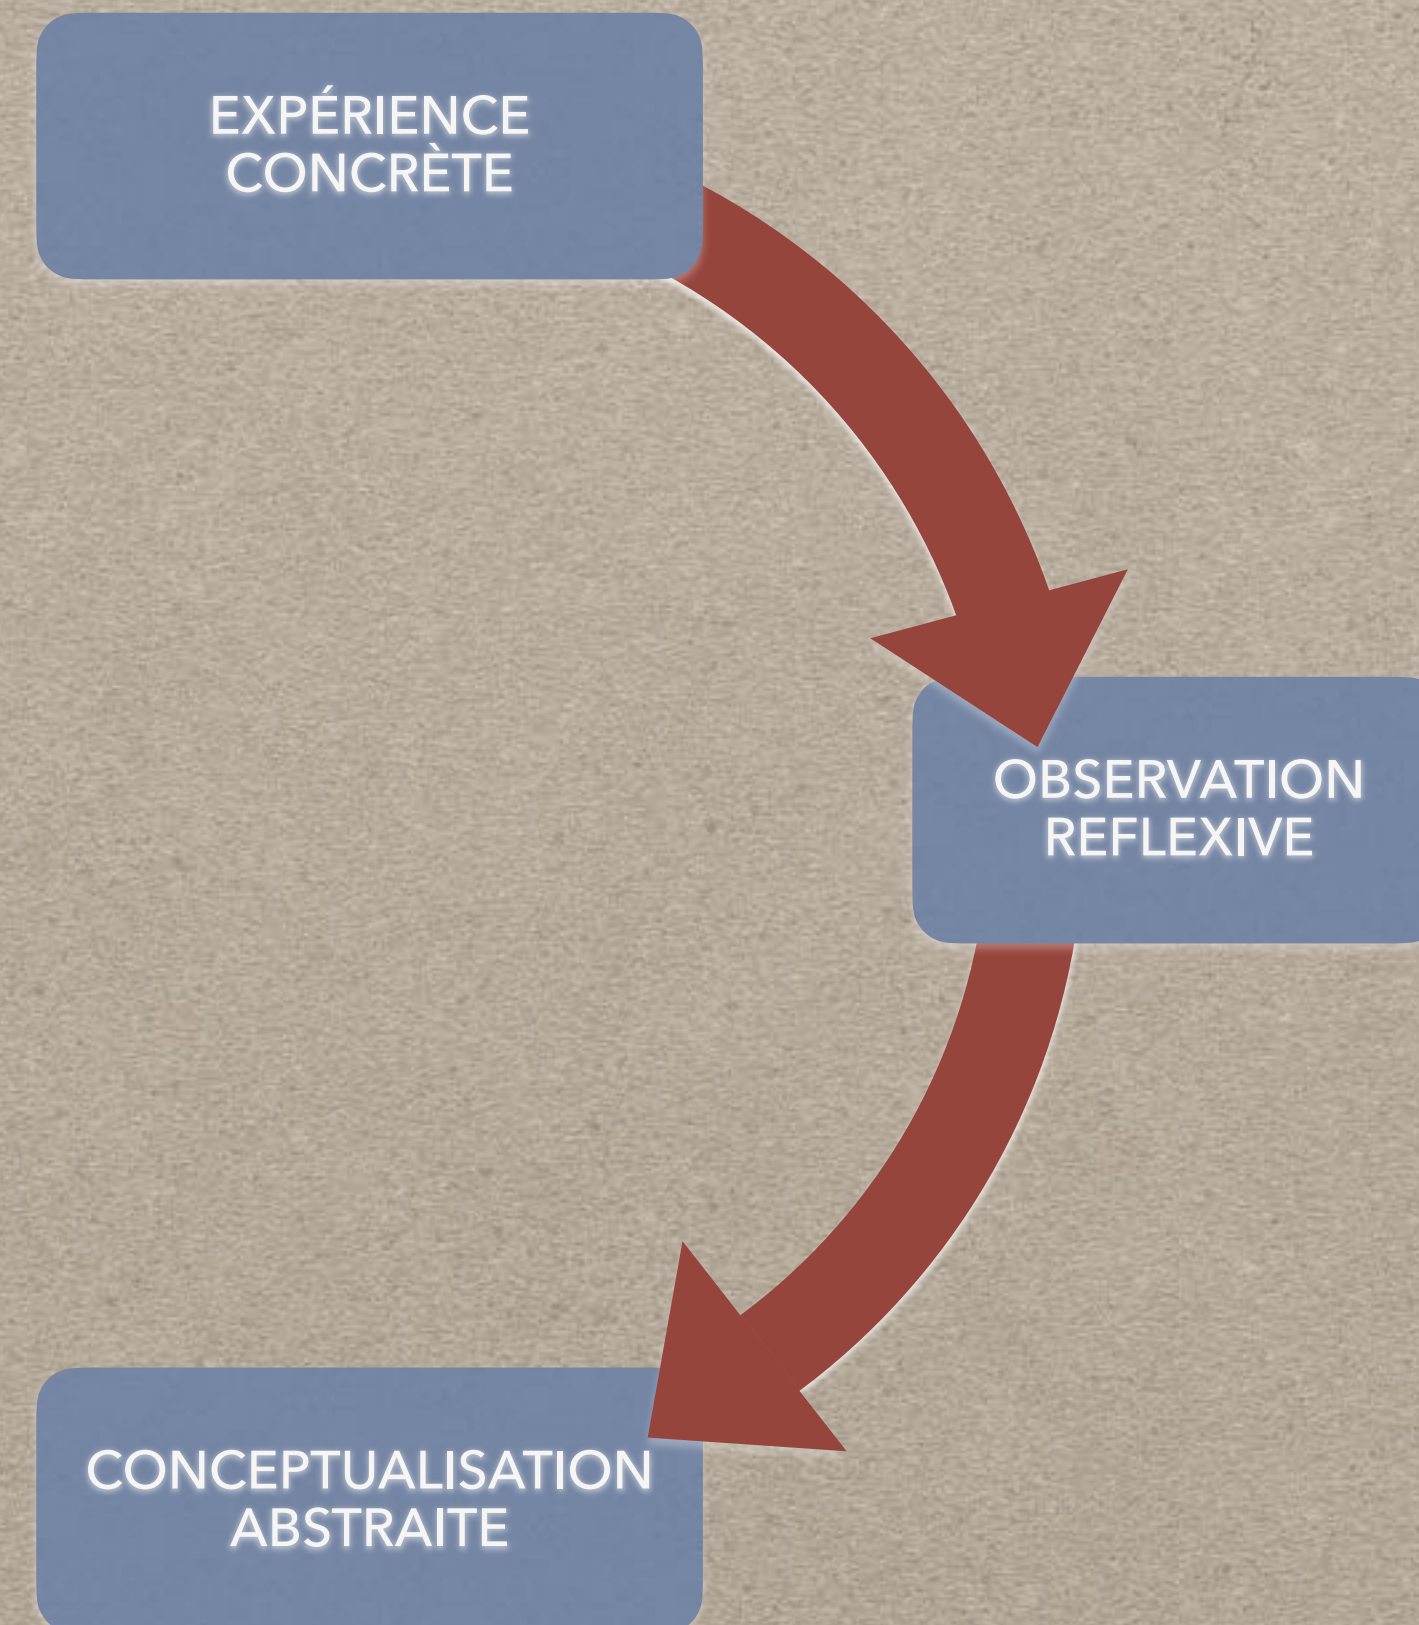 EXPÉRIENCE
CONCRÈTE
OBSERVATION
REFLEXIVE
CONCEPTUALISATION
ABSTRAITE